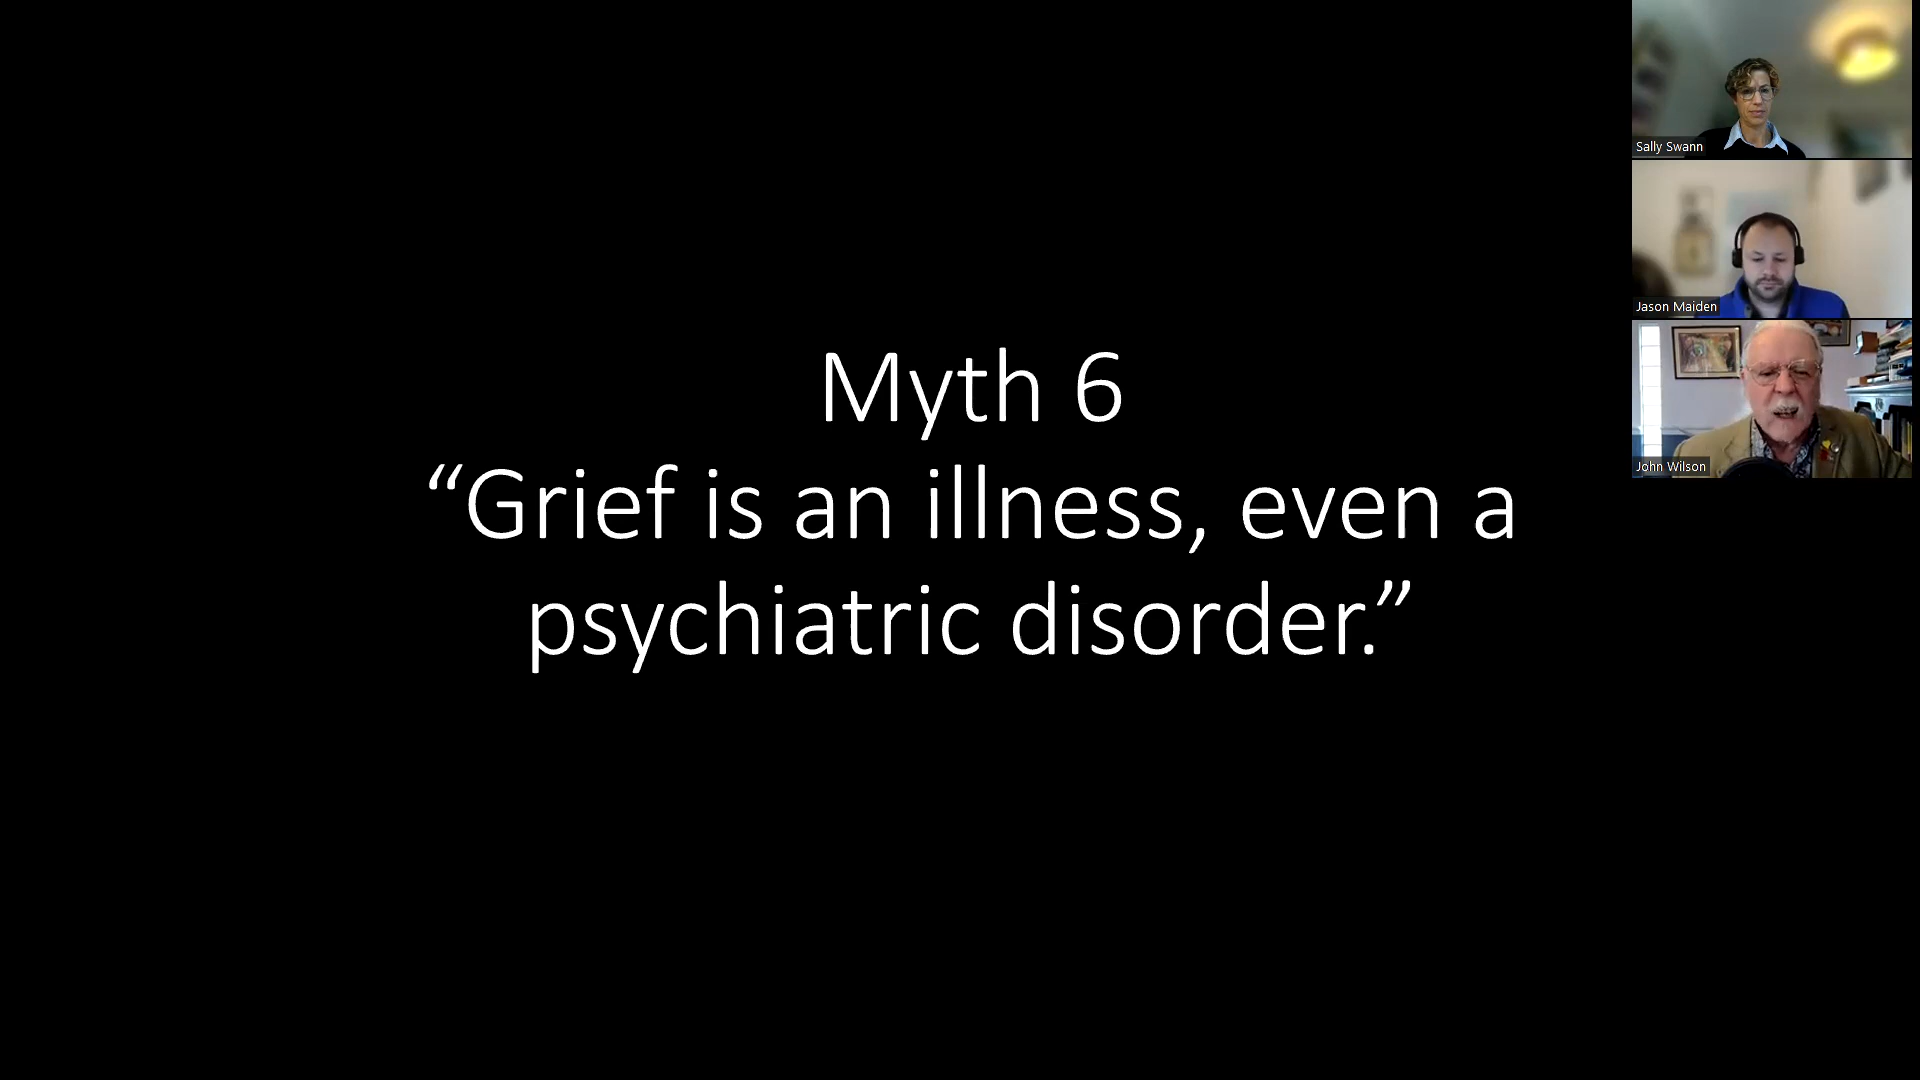 Myth 6
“Grief is an illness, even a
psychiatric disorder.”
Sally Swann
Jason Maiden
John Wilson